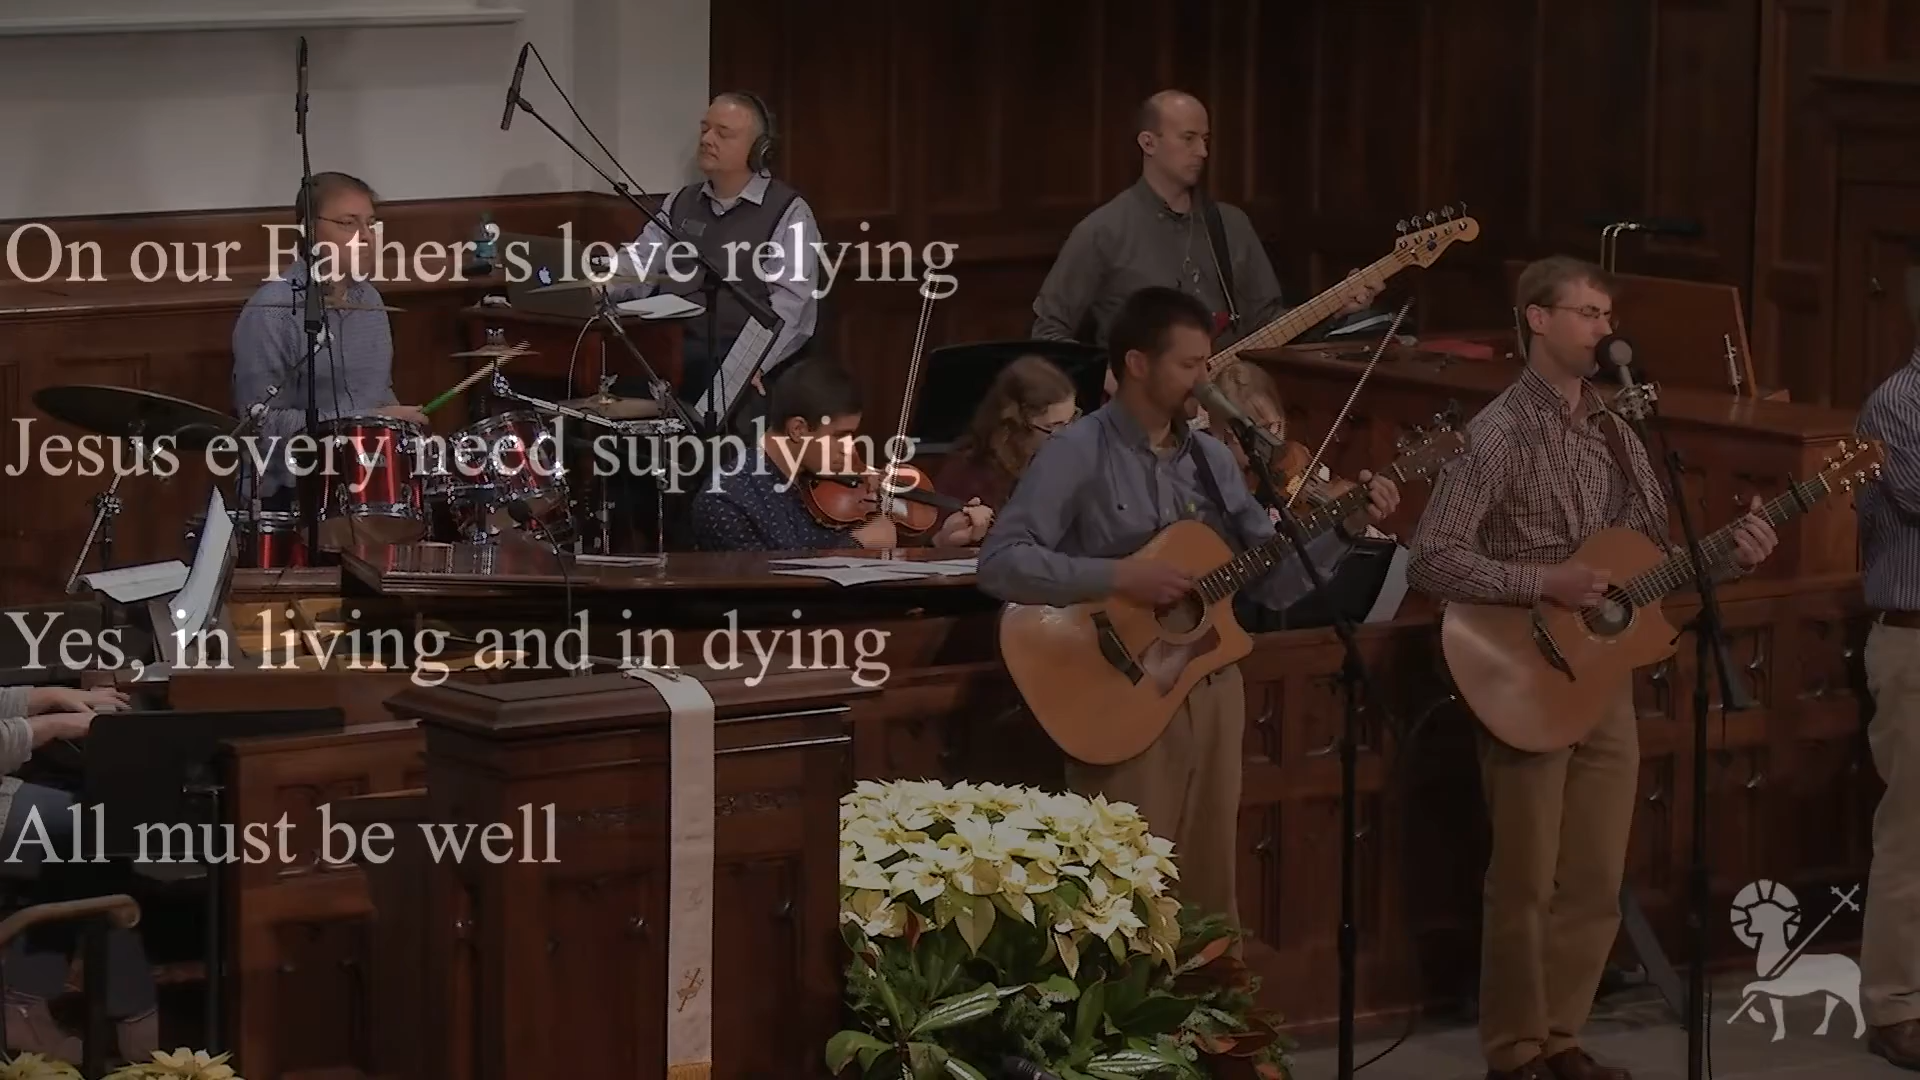 On our Father's love relying
Jesus every need supplying
Yes, in living and in dying
All must be well